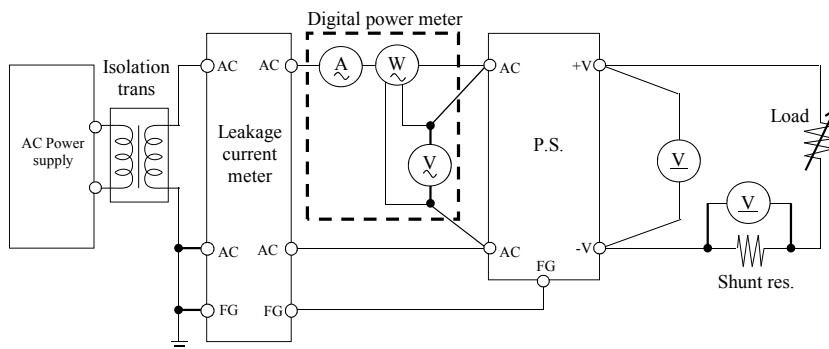 Digital power meter
Isolation
trans
AC Power
supply
AC
AC
A
W
V
Leakage
current
meter
AC
AC
FG
FG
AC
AC
P.S.
FG
+V
-V
V
V
Load
Shunt res.